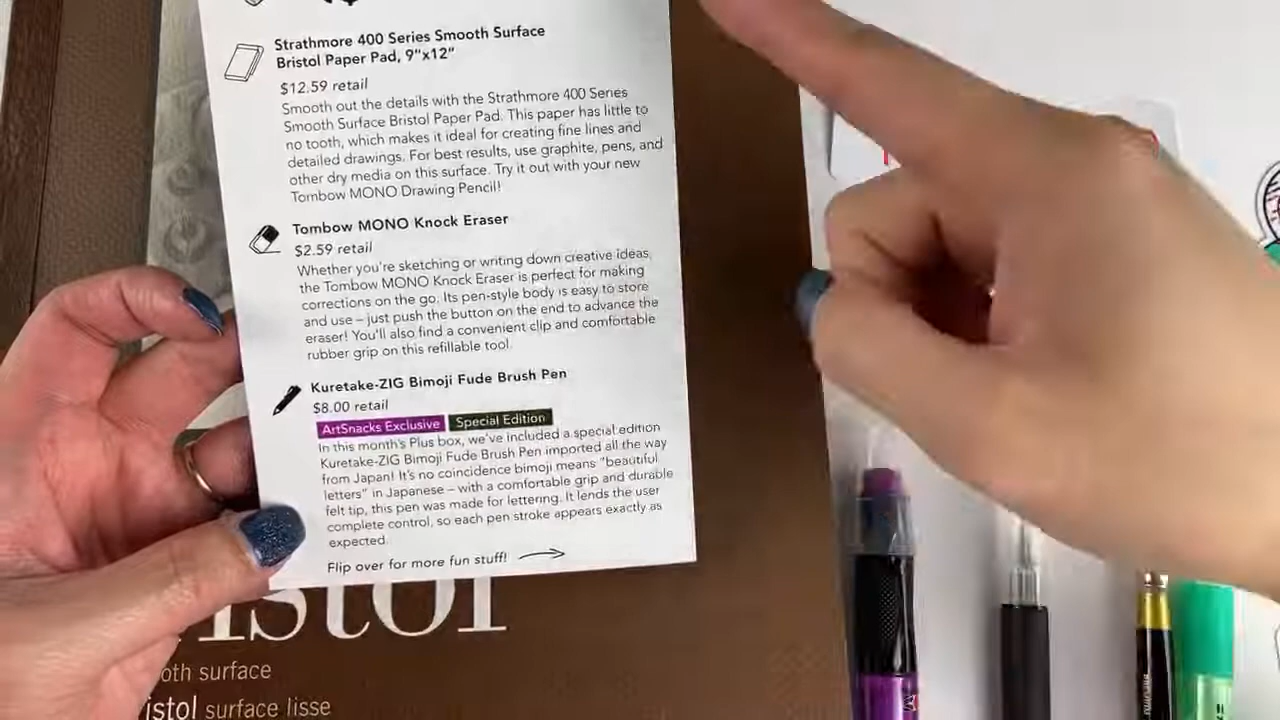 Strathmore 400 Series Smooth Surface
Bristol Paper Pad, 9"x12"
$12.59 retail
Smooth out the details with the Strathmore 400 Series
Smooth Surface Bristol Paper Pad. This paper has little to
no tooth, which makes it ideal for creating fine lines and
detailed drawings. For best results, use graphite, pens, and
other dry media on this surface. Try it out with your new
Tombow MONO Drawing Pencil!
Tombow MONO Knock Eraser
$2.59 retail
Whether you're sketching or writing down creative ideas,
the Tombow MONO Knock Eraser is perfect for making
corrections on the go. Its pen-style body is easy to store
and use – just push the button on the end to advance the
eraser! You'll also find a convenient clip and comfortable
rubber grip on this refillable tool.
Kuretake-ZIG Bimoji Fude Brush Pen
$8.00 retail
ArtSnacks Exclusive Special Edition
In this month's Plus box, we've included a special edition
Kuretake-ZIG Bimoji Fude Brush Pen imported all the way
from Japan! It's no coincidence bimoji means "beautiful
letters" in Japanese – with a comfortable grip and durable
felt tip, this pen was made for lettering. It lends the user
complete control, so each pen stroke appears exactly as
expected.
Flip over for more fun stuff!
istol
oth surface
istol surface lisse